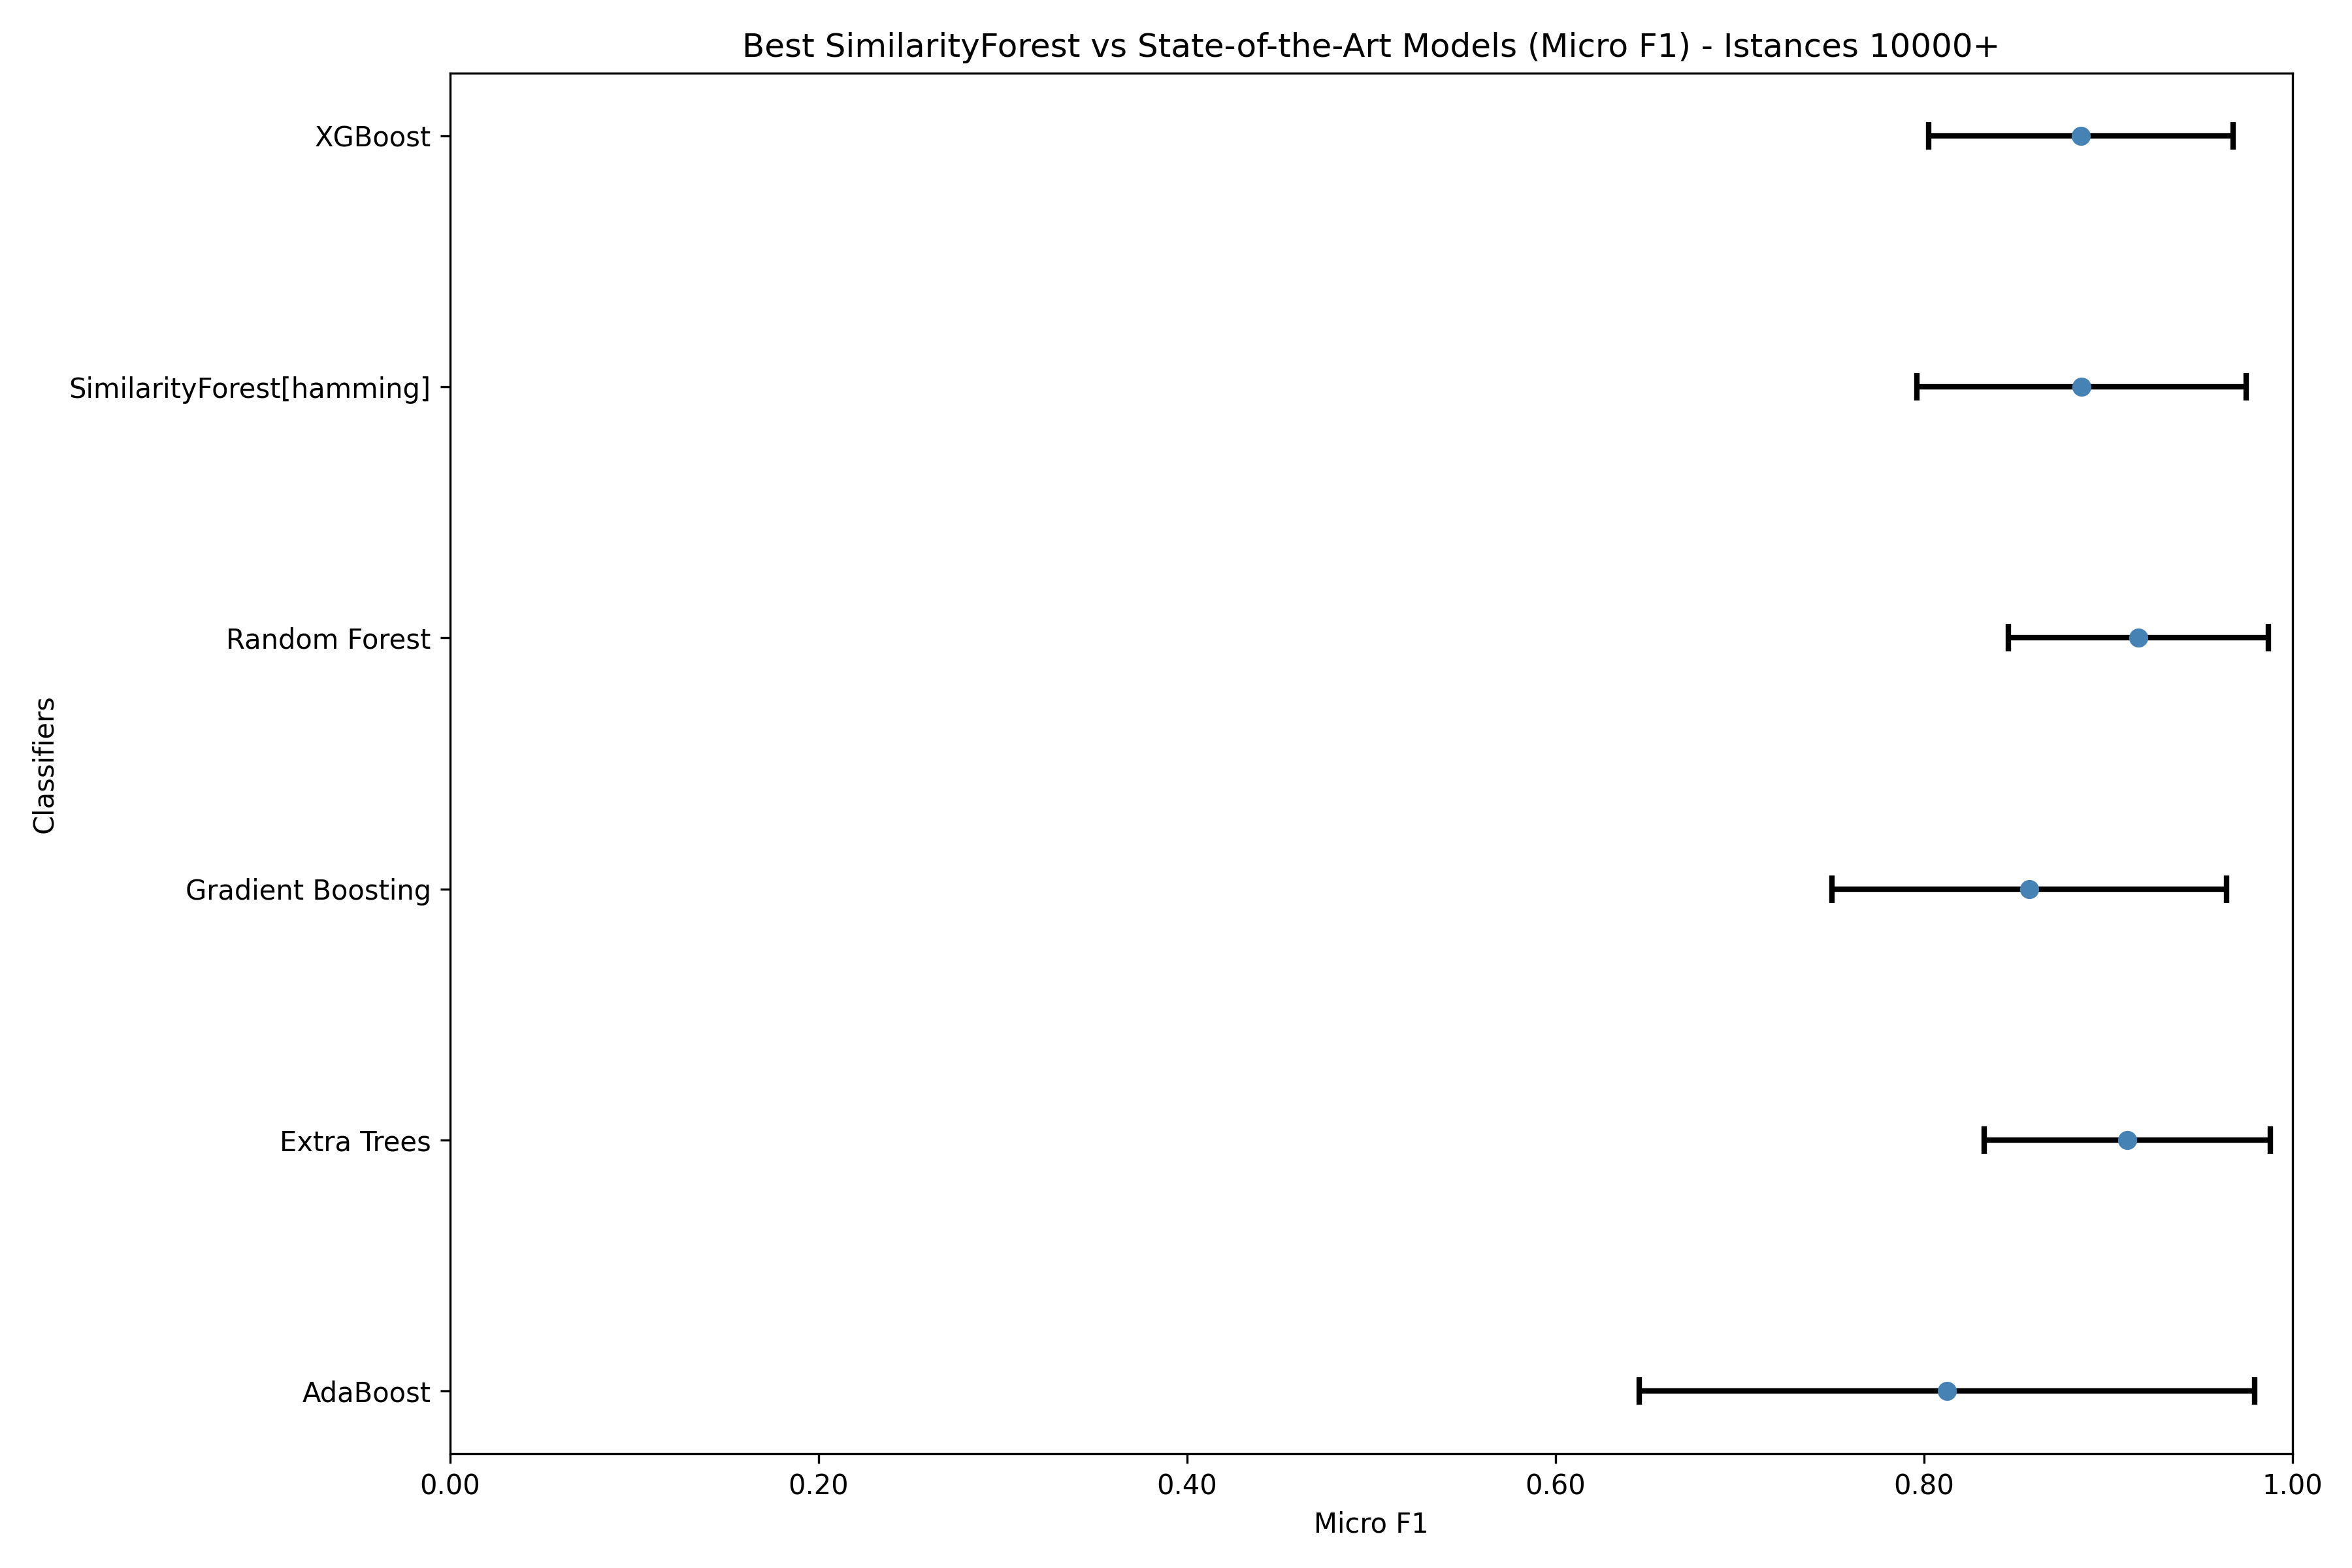 Best SimilarityForest vs State-of-the-Art Models (Micro F1) - Istances 10000+
XGBoost
SimilarityForest[hamming]
Random Forest
Gradient Boosting
Extra Trees
AdaBoost
Classifiers
0.00 0.20 0.40 0.60 0.80 1.00
Micro F1